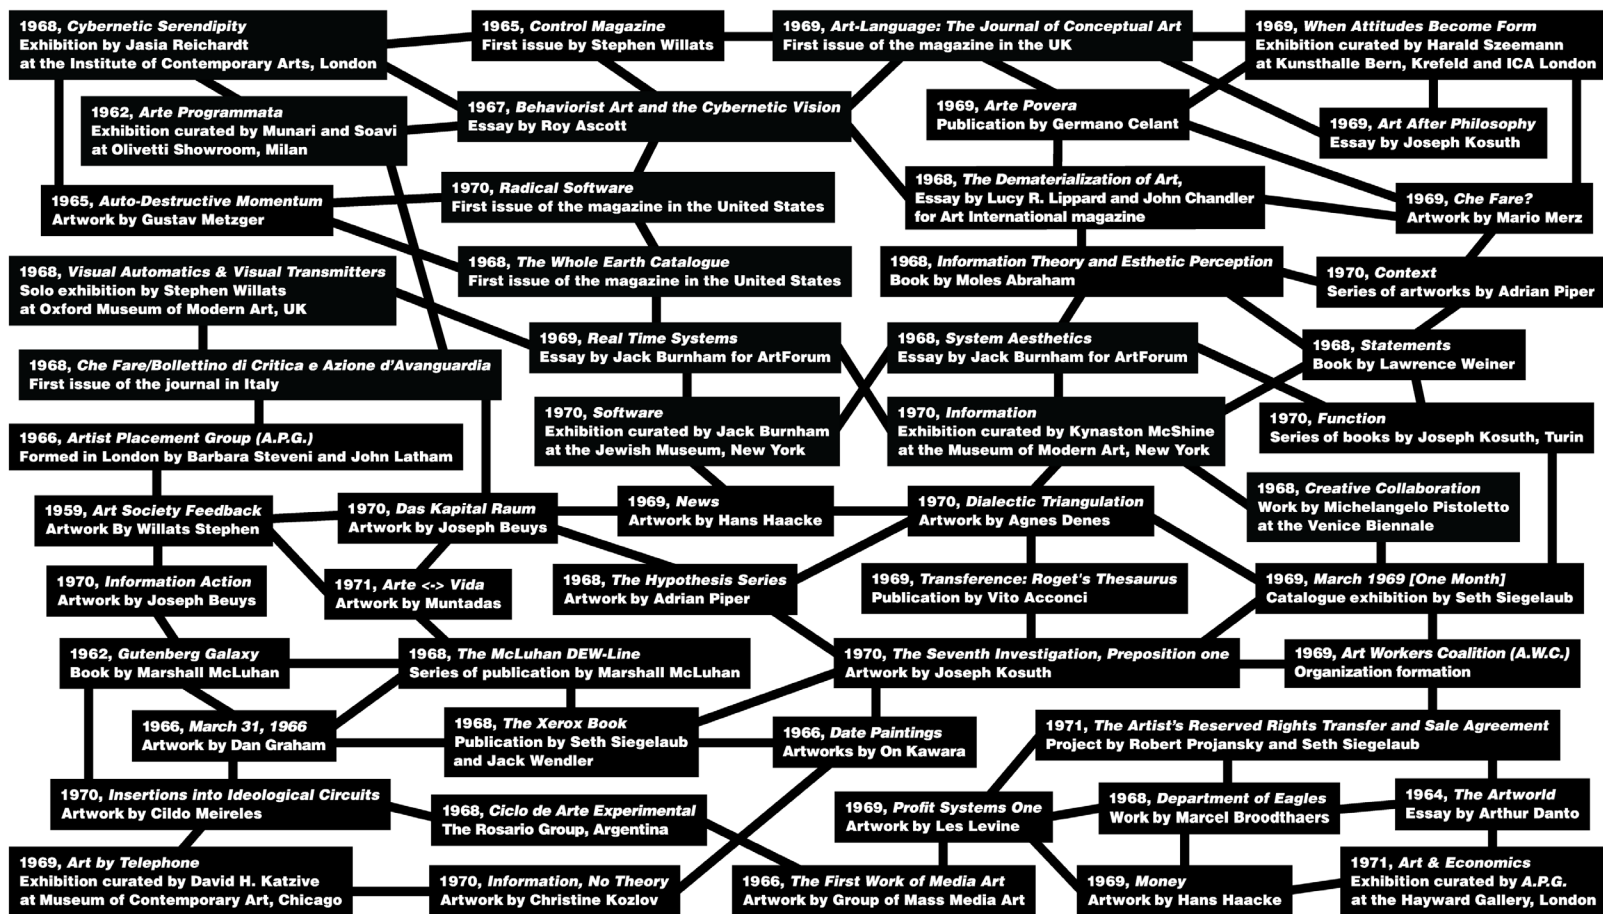 1968, Cybernetic Serendipity
Exhibition by Jasia Reichardt
at the Institute of Contemporary Arts, London
1965, Control Magazine
First issue by Stephen Willats
1969, Art-Language: The Journal of Conceptual Art
First issue of the magazine in the UK
1969, When Attitudes Become Form
Exhibition curated by Harald Szeemann
at Kunsthalle Bern, Krefeld and ICA London
1962, Arte Programmata
Exhibition curated by Munari and Soavi
at Olivetti Showroom, Milan
1967, Behaviorist Art and the Cybernetic Vision
Essay by Roy Ascott
1969, Arte Povera
Publication by Germano Celant
1969, Art After Philosophy
Essay by Joseph Kosuth
1965, Auto-Destructive Momentum
Artwork by Gustav Metzger
1970, Radical Software
First issue of the magazine in the United States
1968, The Dematerialization of Art,
Essay by Lucy R. Lippard and John Chandler
for Art International magazine
1969, Che Fare?
Artwork by Mario Merz
1968, Visual Automatics & Visual Transmitters
Solo exhibition by Stephen Willats
at Oxford Museum of Modern Art, UK
1968, The Whole Earth Catalogue
First issue of the magazine in the United States
1968, Information Theory and Esthetic Perception
Book by Moles Abraham
1970, Context
Series of artworks by Adrian Piper
1969, Real Time Systems
Essay by Jack Burnham for ArtForum
1968, System Aesthetics
Essay by Jack Burnham for ArtForum
1968, Statements
Book by Lawrence Weiner
1968, Che Fare/Bollettino di Critica e Azione d'Avanguardia
First issue of the journal in Italy
1970, Software
Exhibition curated by Jack Burnham
at the Jewish Museum, New York
1970, Information
Exhibition curated by Kynaston McShine
at the Museum of Modern Art, New York
1970, Function
Series of books by Joseph Kosuth, Turin
1966, Artist Placement Group (A.P.G.)
Formed in London by Barbara Steveni and John Latham
1959, Art Society Feedback
Artwork By Willats Stephen
1970, Das Kapital Raum
Artwork by Joseph Beuys
1969, News
Artwork by Hans Haacke
1970, Dialectic Triangulation
Artwork by Agnes Denes
1968, Creative Collaboration
Work by Michelangelo Pistoletto
at the Venice Biennale
1970, Information Action
Artwork by Joseph Beuys
1971, Arte <-> Vida
Artwork by Muntadas
1968, The Hypothesis Series
Artwork by Adrian Piper
1969, Transference: Roget's Thesaurus
Publication by Vito Acconci
1969, March 1969 [One Month]
Catalogue exhibition by Seth Siegelaub
1962, Gutenberg Galaxy
Book by Marshall McLuhan
1968, The McLuhan DEW-Line
Series of publication by Marshall McLuhan
1970, The Seventh Investigation, Preposition one
Artwork by Joseph Kosuth
1969, Art Workers Coalition (A.W.C.)
Organization formation
1966, March 31, 1966
Artwork by Dan Graham
1968, The Xerox Book
Publication by Seth Siegelaub
and Jack Wendler
1966, Date Paintings
Artworks by On Kawara
1971, The Artist's Reserved Rights Transfer and Sale Agreement
Project by Robert Projansky and Seth Siegelaub
1970, Insertions into Ideological Circuits
Artwork by Cildo Meireles
1968, Ciclo de Arte Experimental
The Rosario Group, Argentina
1969, Profit Systems One
Artwork by Les Levine
1968, Department of Eagles
Work by Marcel Broodthaers
1964, The Artworld
Essay by Arthur Danto
1969, Art by Telephone
Exhibition curated by David H. Katzive
at Museum of Contemporary Art, Chicago
1970, Information, No Theory
Artwork by Christine Kozlov
1966, The First Work of Media Art
Artwork by Group of Mass Media Art
1969, Money
Artwork by Hans Haacke
1971, Art & Economics
Exhibition curated by A.P.G.
at the Hayward Gallery, London